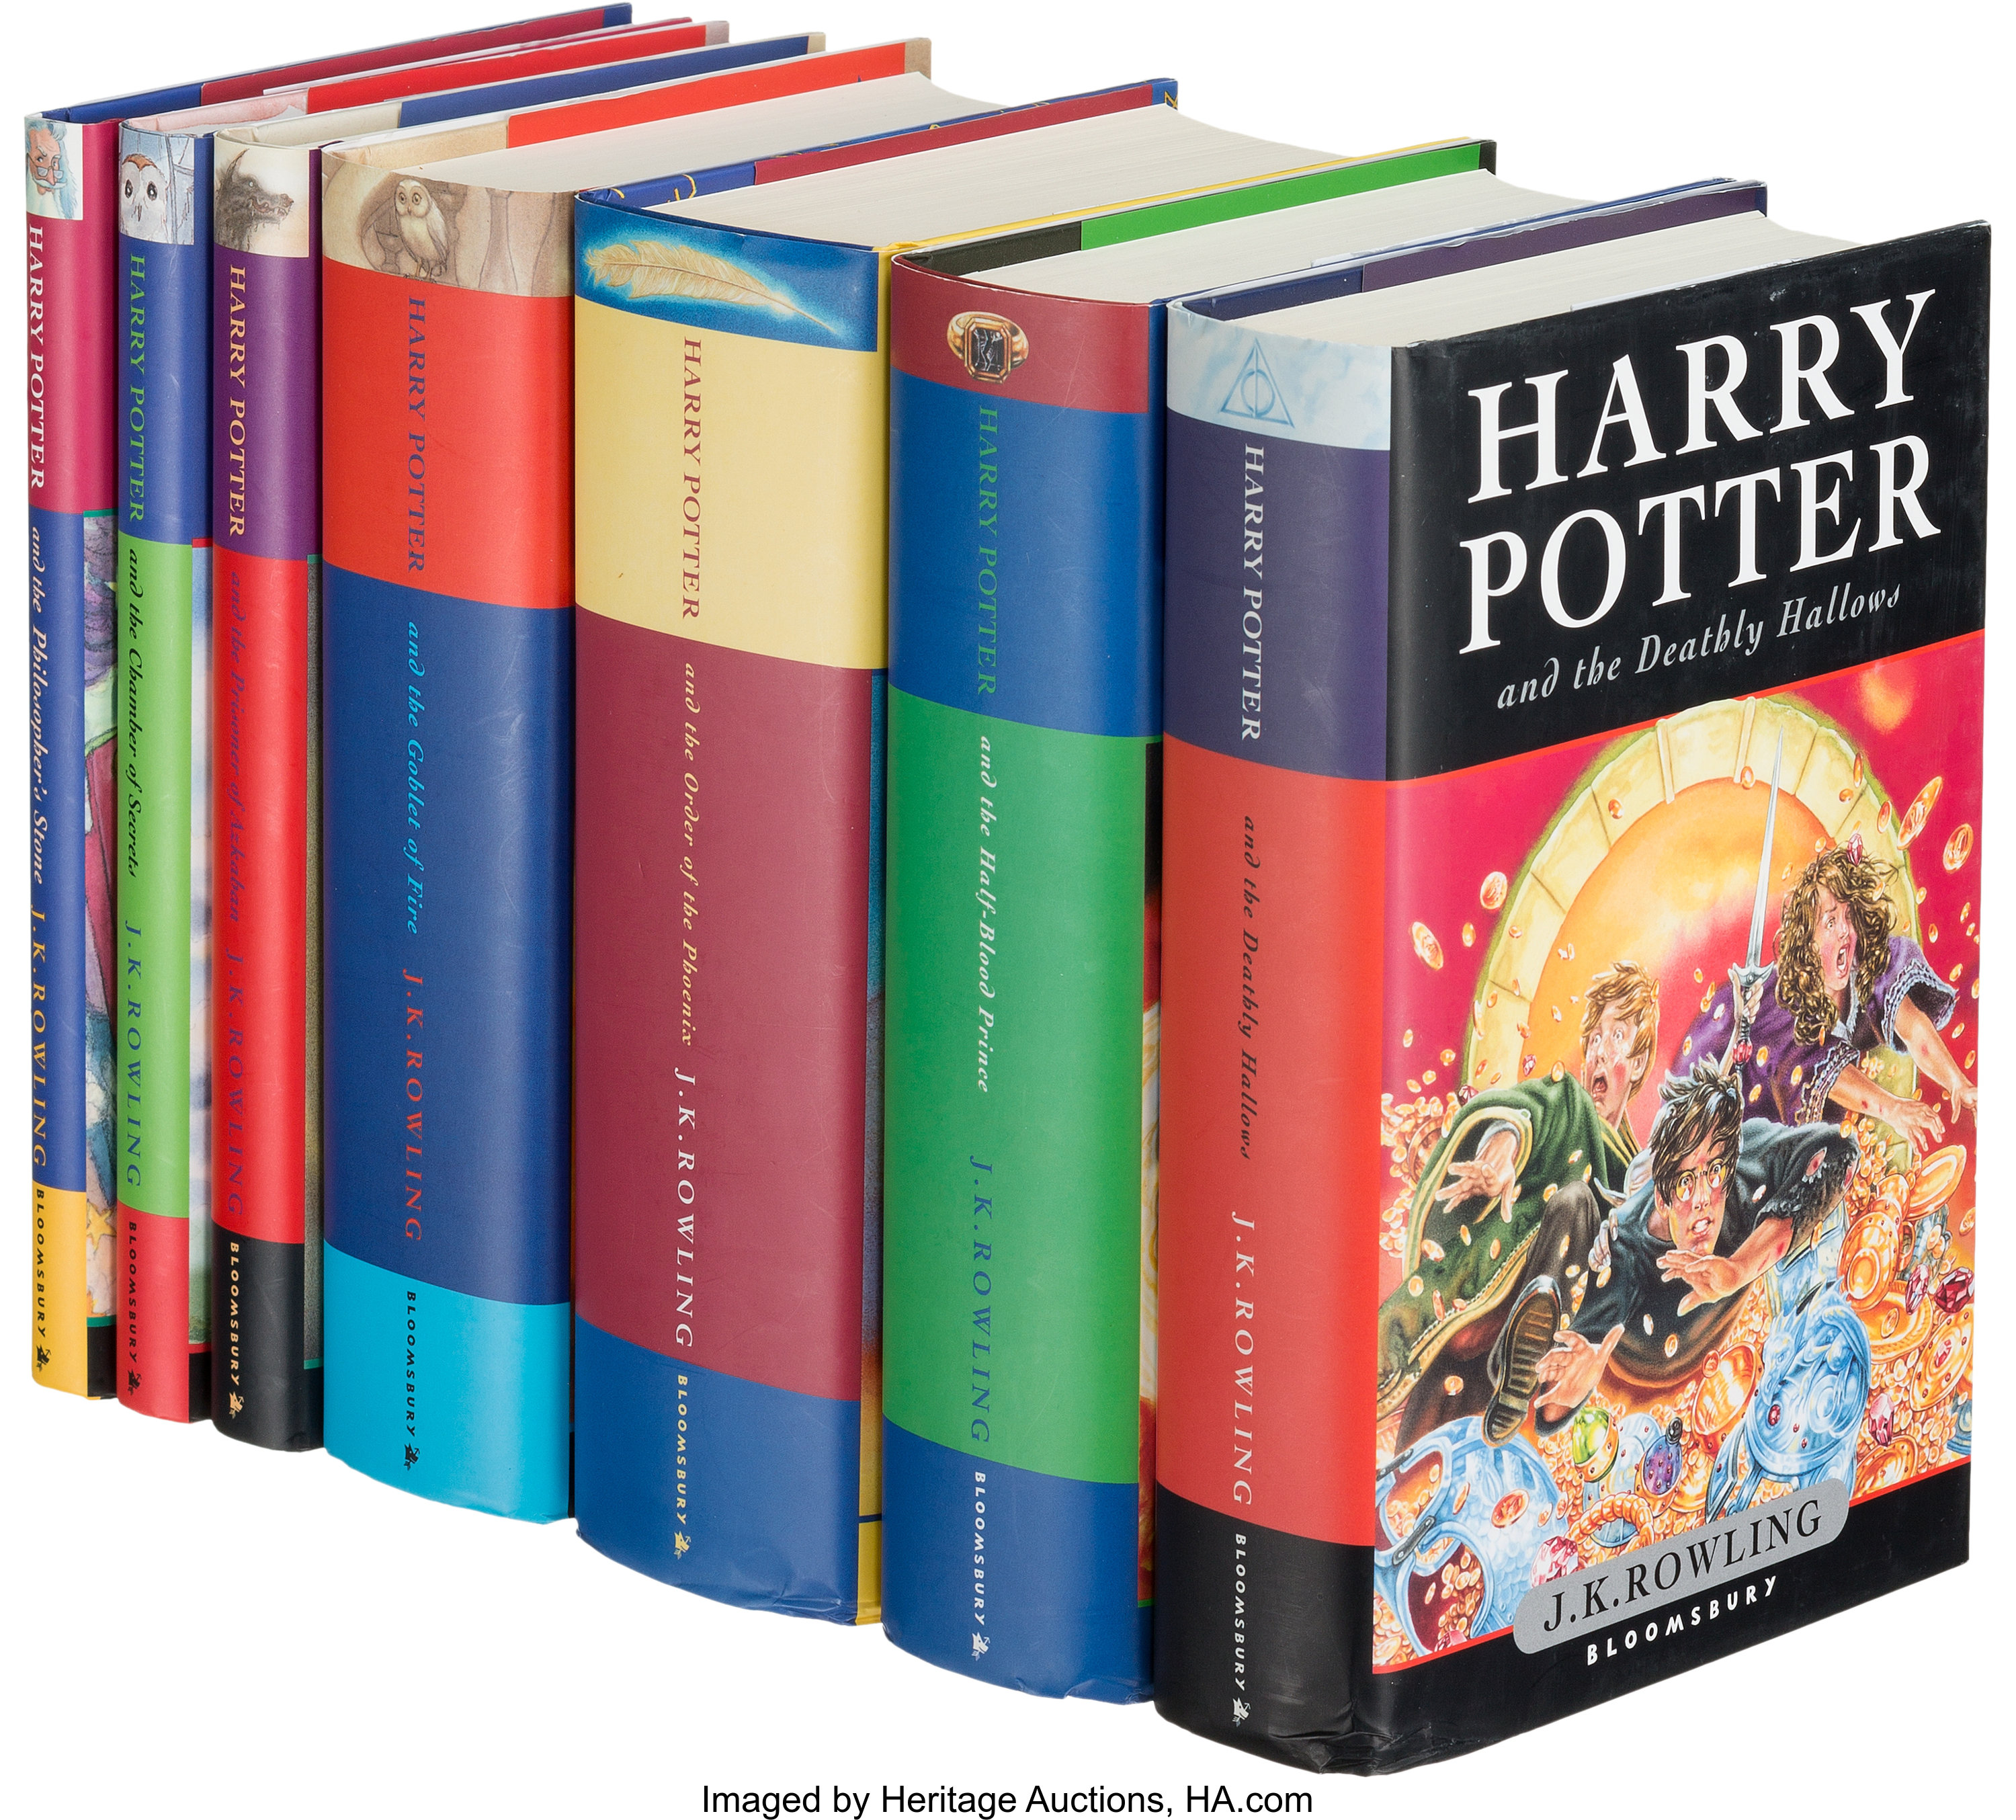 HARRY POTTER and the Philosopher's Stone J.K.ROWLING BLOOMSBURY
HARRY POTTER and the Chamber of Secrets J.K.ROWLING BLOOMSBURY
HARRY POTTER and the Prisoner of Azkaban J.K.ROWLING BLOOMSBURY
HARRY POTTER and the Goblet of Fire J.K.ROWLING BLOOMSBURY
HARRY POTTER and the Order of the Phoenix J.K.ROWLING BLOOMSBURY
HARRY POTTER and the Half-Blood Prince J.K.ROWLING BLOOMSBURY
HARRY POTTER and the Deathly Hallows J.K.ROWLING BLOOMSBURY
HARRY
POTTER
and the Deathly Hallows
J.K.ROWLING
BLOOMSBURY
Imaged by Heritage Auctions, HA.com